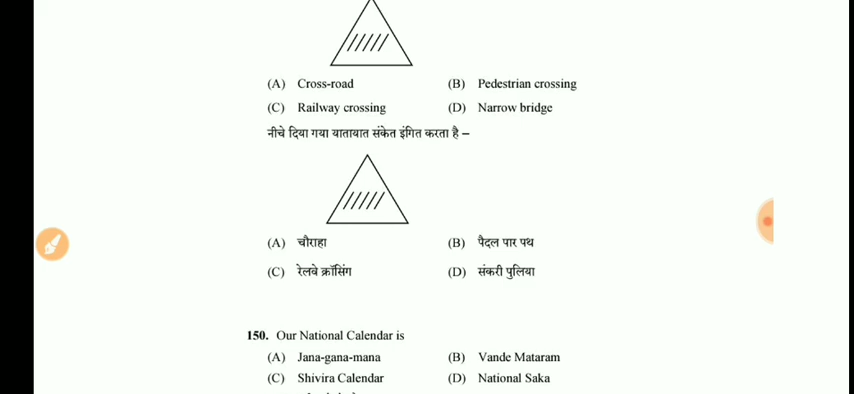 (A) Cross-road (B) Pedestrian crossing
(C) Railway crossing (D) Narrow bridge
नीचे दिया गया यातायात संकेत इंगित करता है –
(A) चौराहा (B) पैदल पार पथ
(C) रेलवे क्रॉसिंग (D) संकरी पुलिया
150. Our National Calendar is
(A) Jana-gana-mana (B) Vande Mataram
(C) Shivira Calendar (D) National Saka